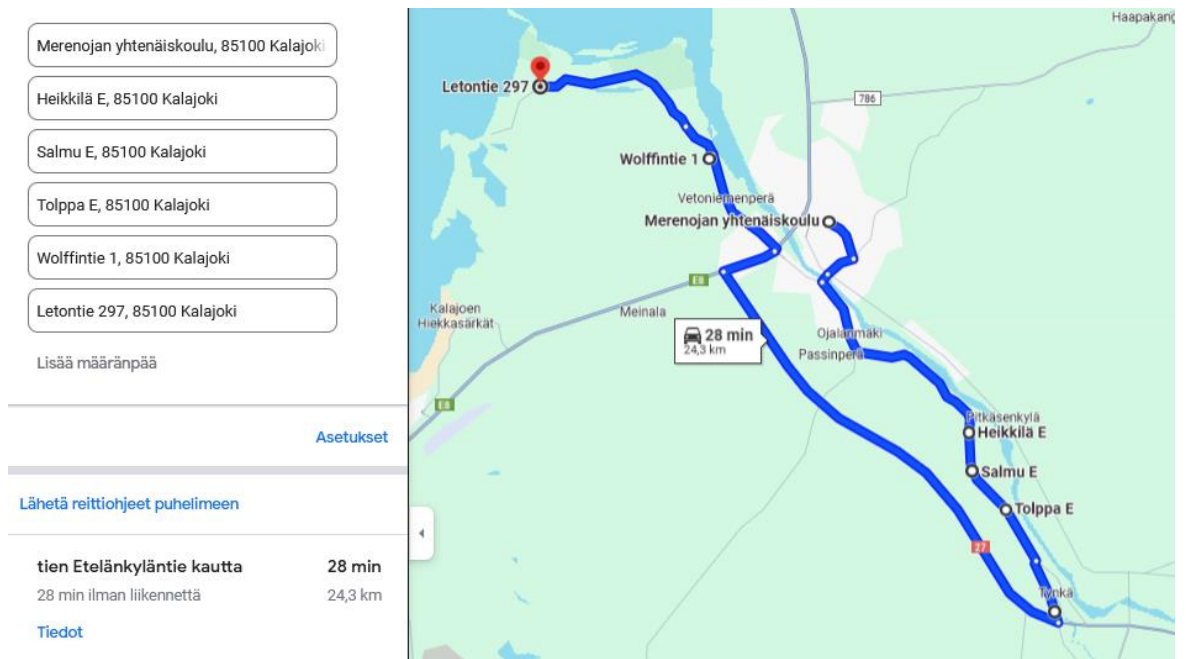 Merenojan yhtenäiskoulu, 85100 Kalajoki
Heikkilä E, 85100 Kalajoki
Salmu E, 85100 Kalajoki
Tolppa E, 85100 Kalajoki
Wolffintie 1, 85100 Kalajoki
Letontie 297, 85100 Kalajoki
Lisää määränpää
Asetukset
Lähetä reittiohjeet puhelimeen
tien Etelänkyläntie kautta 28 min
28 min ilman liikennettä 24,3 km
Tiedot
Haapakang
Letontie 297
786
Wolffintie 1
Vetoniemenperä
Merenojan yhtenäiskoulu
E8
Kalajoen
Hiekkasärkät
Meinala
28 min
24,3 km
Ojalanmäki
Passinperä
E8
Pitkäsenkylä
Heikkilä E
Salmu E
Tolppa E
27
Tynkä